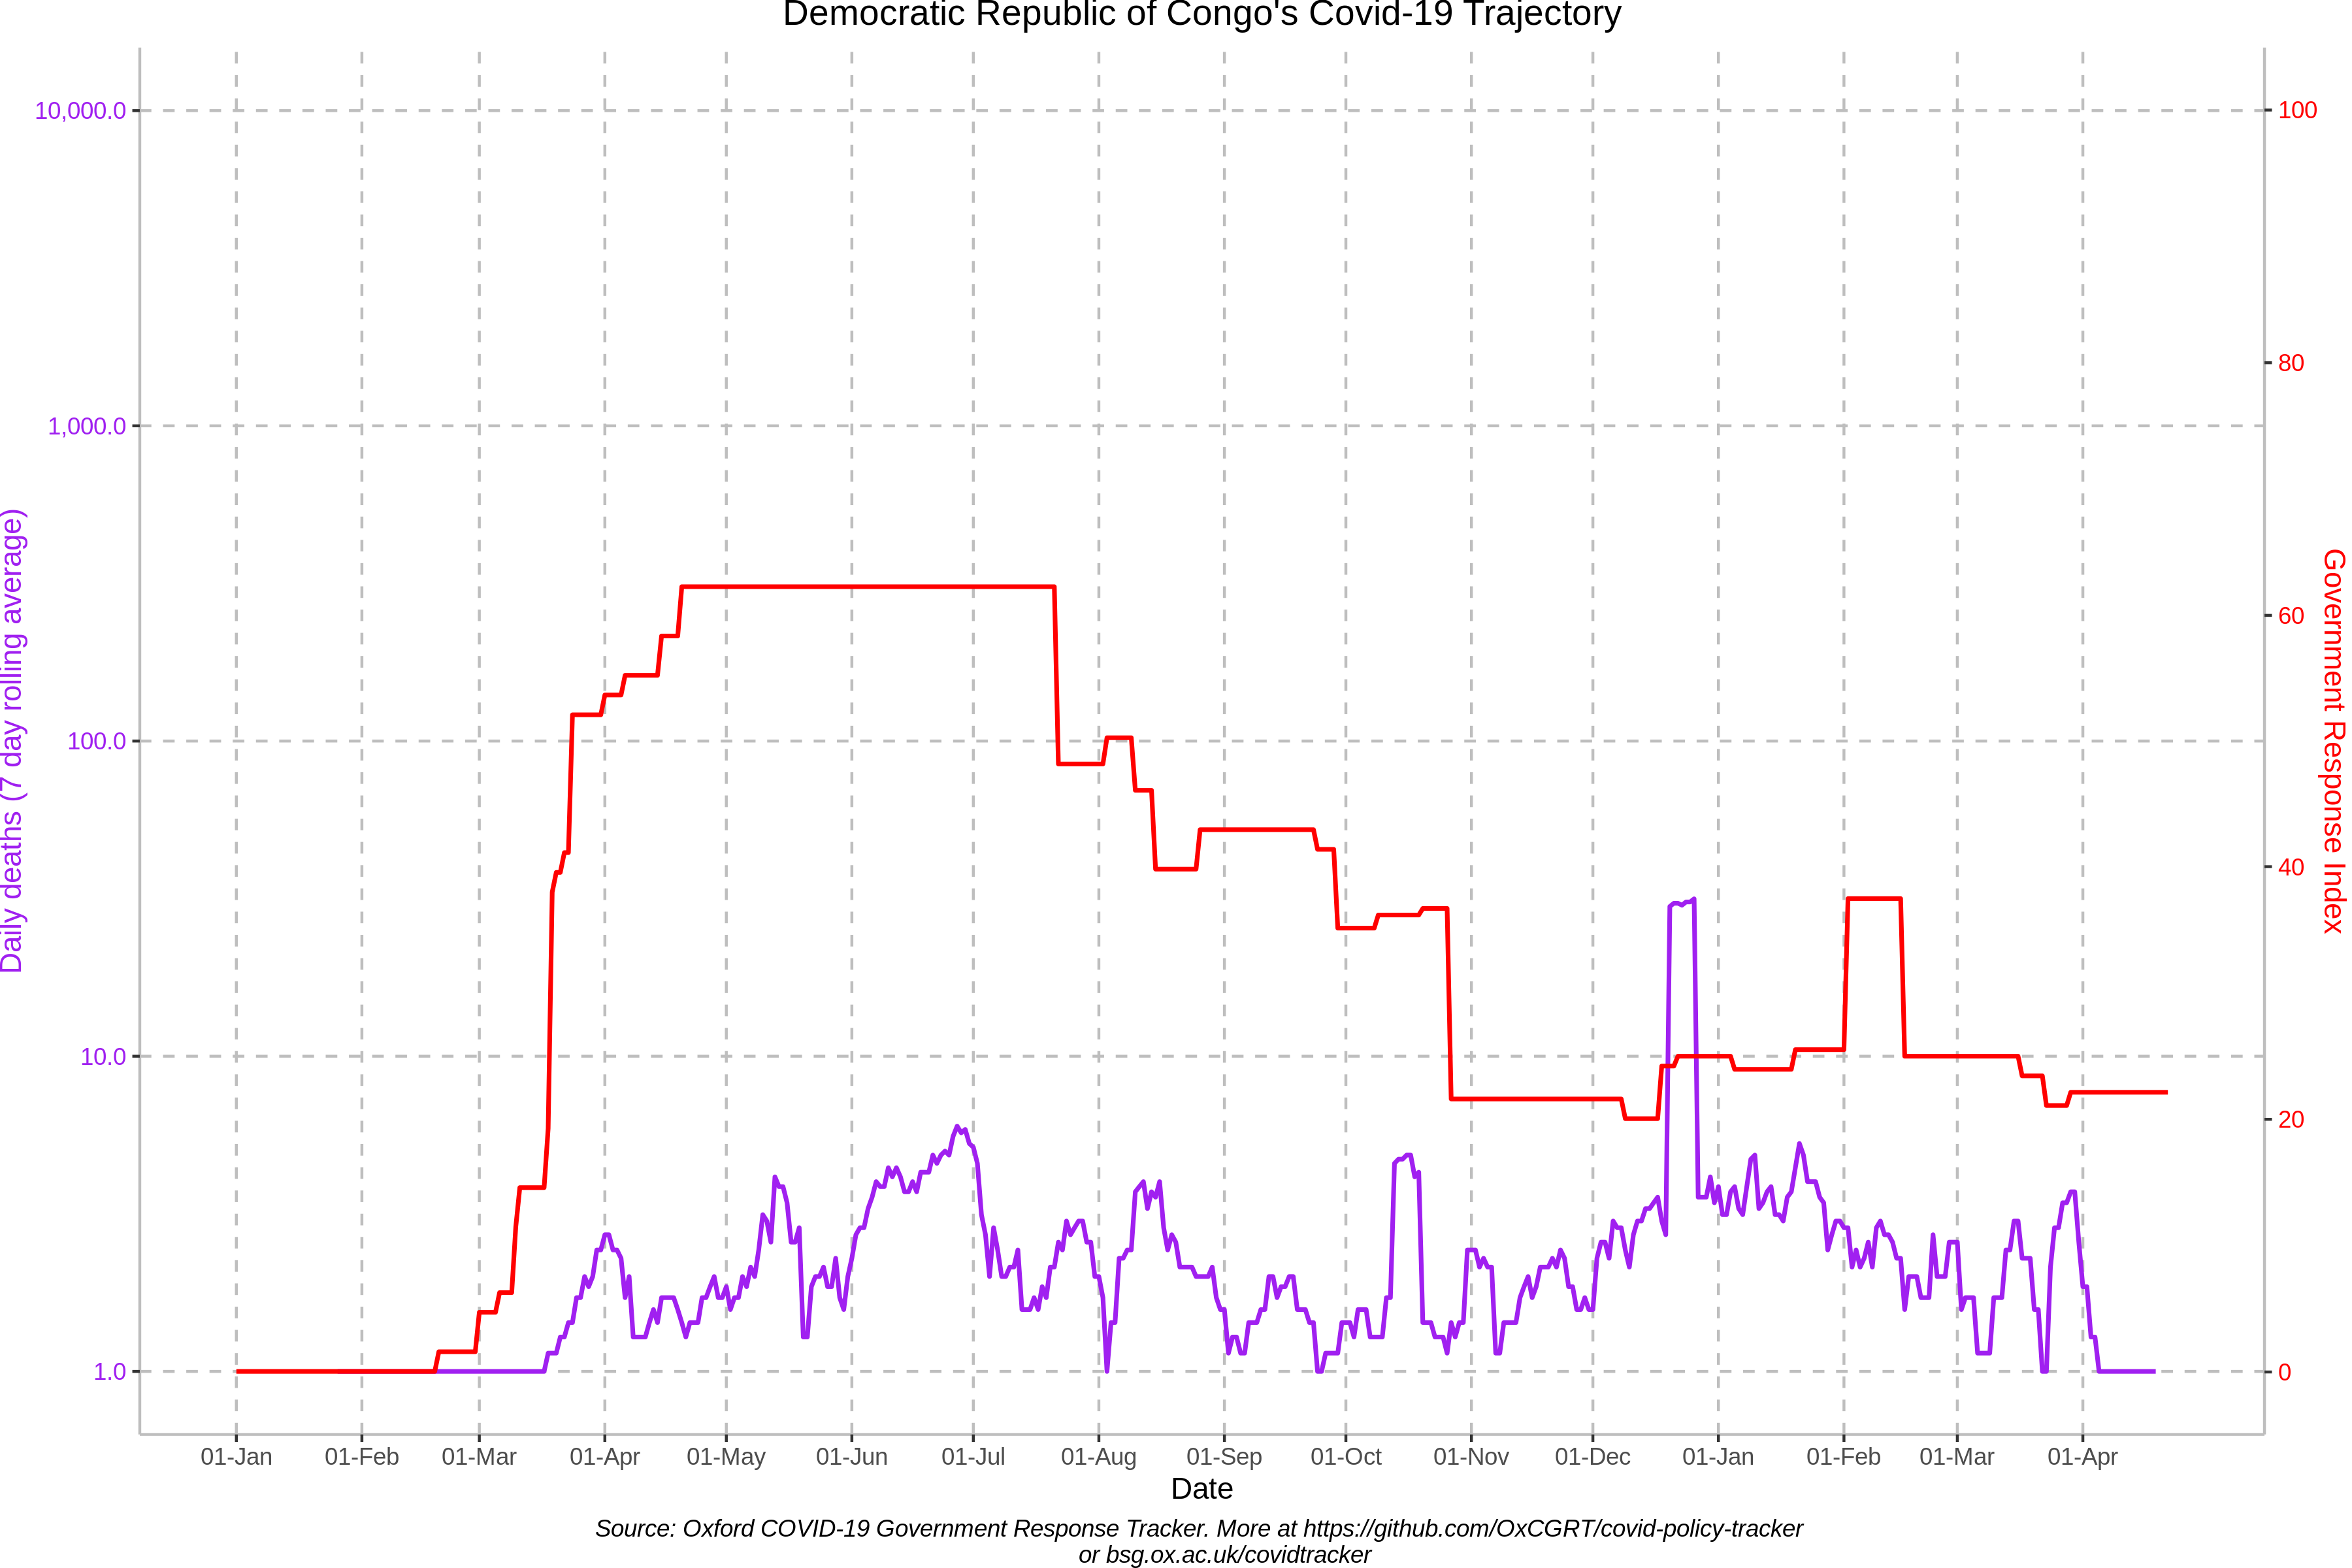 Democratic Republic of Congo's Covid-19 Trajectory
10,000.0
1,000.0
100.0
10.0
1.0
Daily deaths (7 day rolling average)
100
80
60
40
20
0
Government Response Index
01-Jan 01-Feb 01-Mar 01-Apr 01-May 01-Jun 01-Jul 01-Aug 01-Sep 01-Oct 01-Nov 01-Dec 01-Jan 01-Feb 01-Mar 01-Apr
Date
Source: Oxford COVID-19 Government Response Tracker. More at https://github.com/OxCGRT/covid-policy-tracker
or bsg.ox.ac.uk/covidtracker